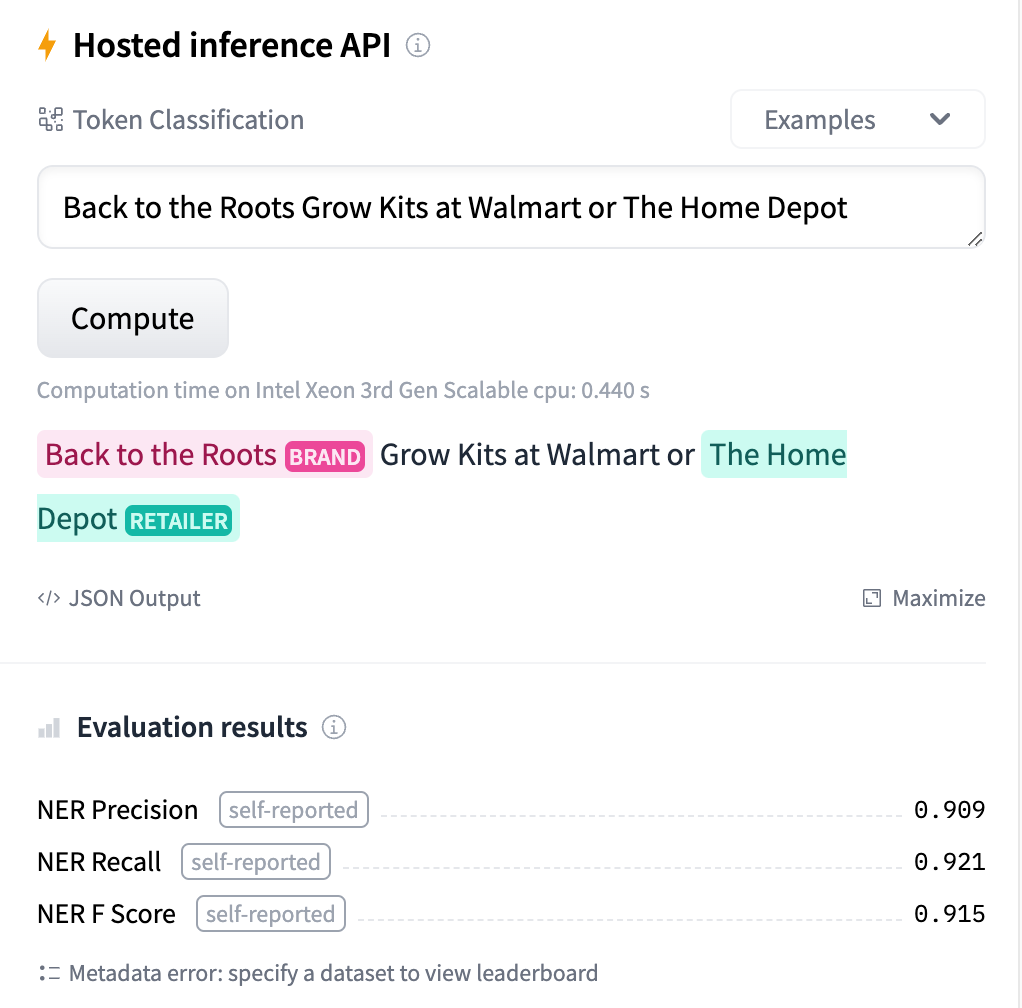 Hosted inference API
Token Classification
Examples
Back to the Roots Grow Kits at Walmart or The Home Depot
Compute
Computation time on Intel Xeon 3rd Gen Scalable cpu: 0.440 s
Back to the Roots BRAND Grow Kits at Walmart or The Home
Depot RETAILER
</> JSON Output
Maximize
Evaluation results
NER Precision self-reported 0.909
NER Recall self-reported 0.921
NER F Score self-reported 0.915
Metadata error: specify a dataset to view leaderboard